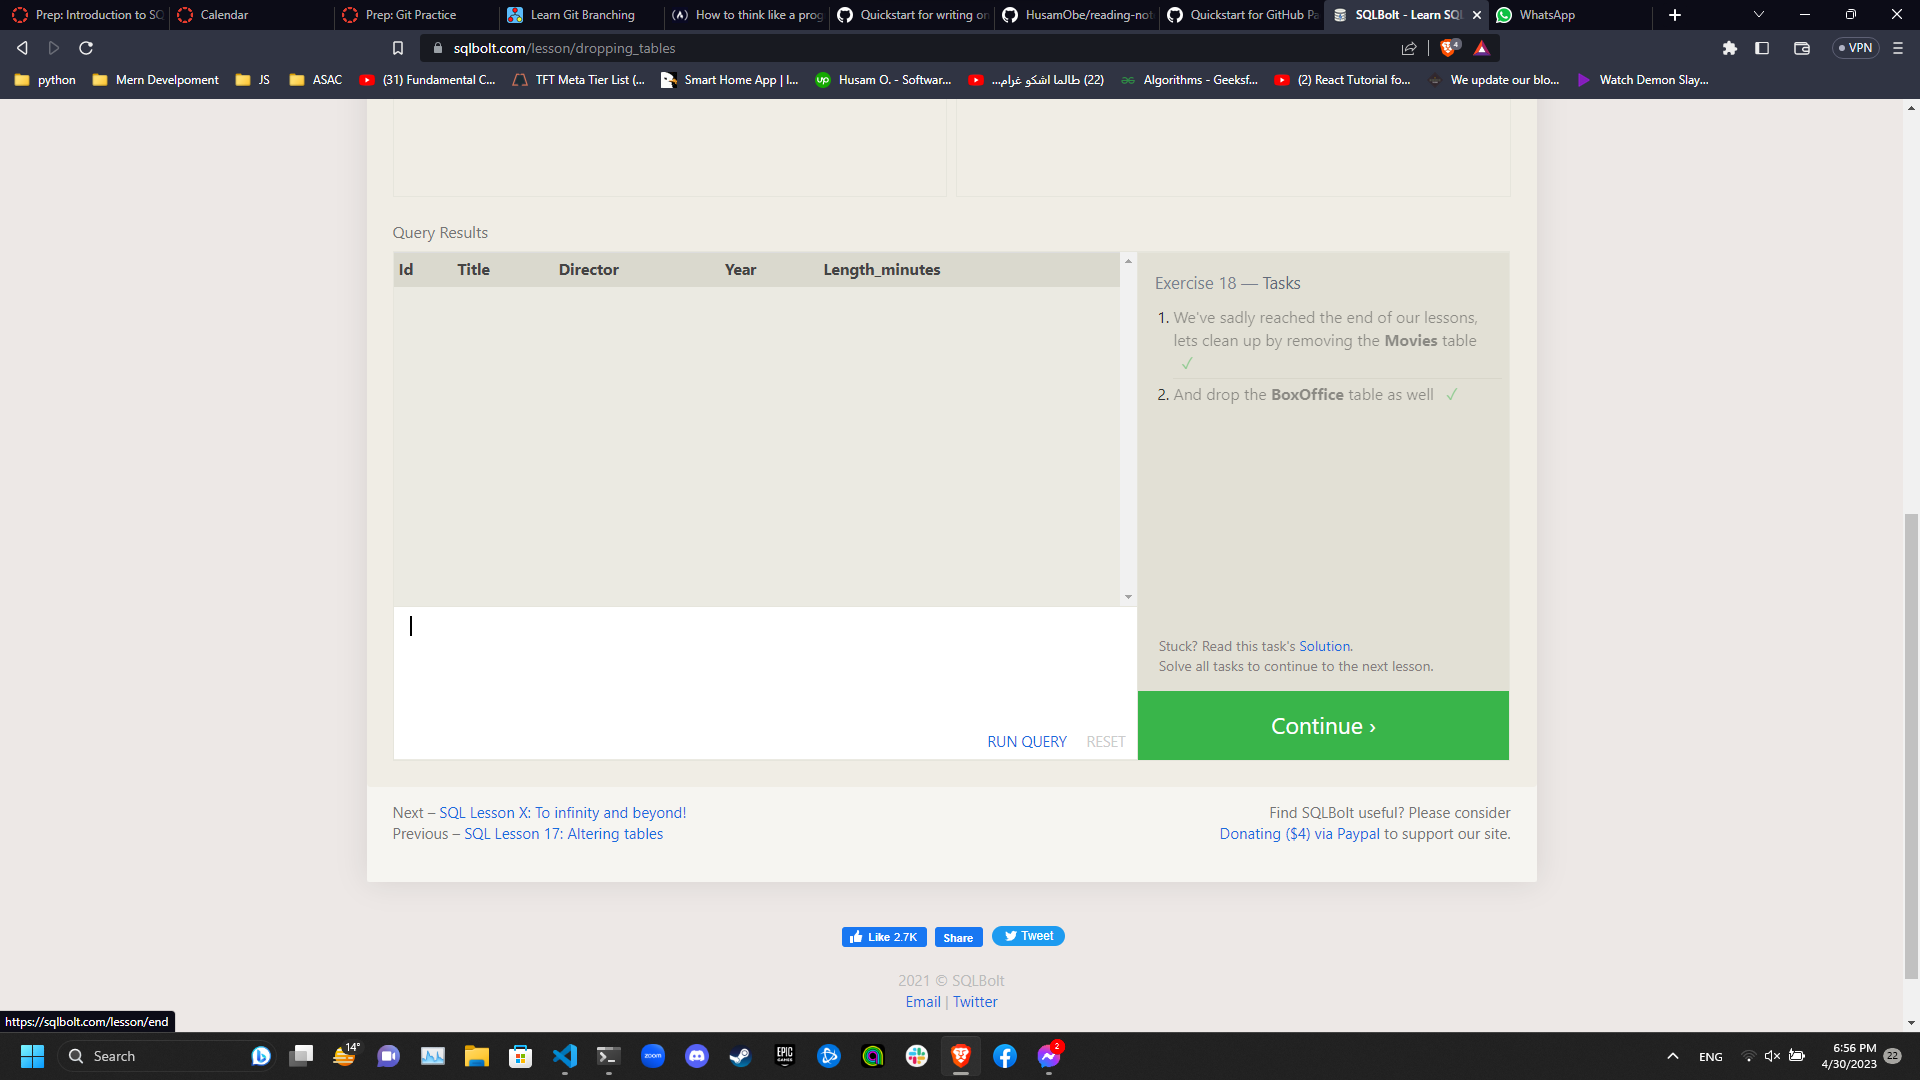 Prep: Introduction to SQ
Calendar
Prep: Git Practice
Learn Git Branching
How to think like a prog
Quickstart for writing on
HusamObe/reading-not
Quickstart for GitHub Pa
SQLBolt - Learn SQL
WhatsApp
sqlbolt.com/lesson/dropping_tables
4
VPN
python
Mern Develpoment
JS
ASAC
(31) Fundamental C...
TFT Meta Tier List (...
Smart Home App | I...
up
Husam O. - Softwar...
(22) طالما اشكو غرام...
Algorithms - Geeksf...
(2) React Tutorial fo...
We update our blo...
Watch Demon Slay...
Query Results
Id Title Director Year Length_minutes
Exercise 18 — Tasks
1. We've sadly reached the end of our lessons,
lets clean up by removing the Movies table
✓
2. And drop the BoxOffice table as well ✓
Stuck? Read this task's Solution.
Solve all tasks to continue to the next lesson.
RUN QUERY RESET
Continue ›
Next – SQL Lesson X: To infinity and beyond!
Previous – SQL Lesson 17: Altering tables
Find SQLBolt useful? Please consider
Donating ($4) via Paypal to support our site.
Like 2.7K
Share
Tweet
2021 © SQLBolt
Email | Twitter
https://sqlbolt.com/lesson/end
Search
14°
zoom
EPIC
GAMES
2
ENG
6:56 PM
4/30/2023
22